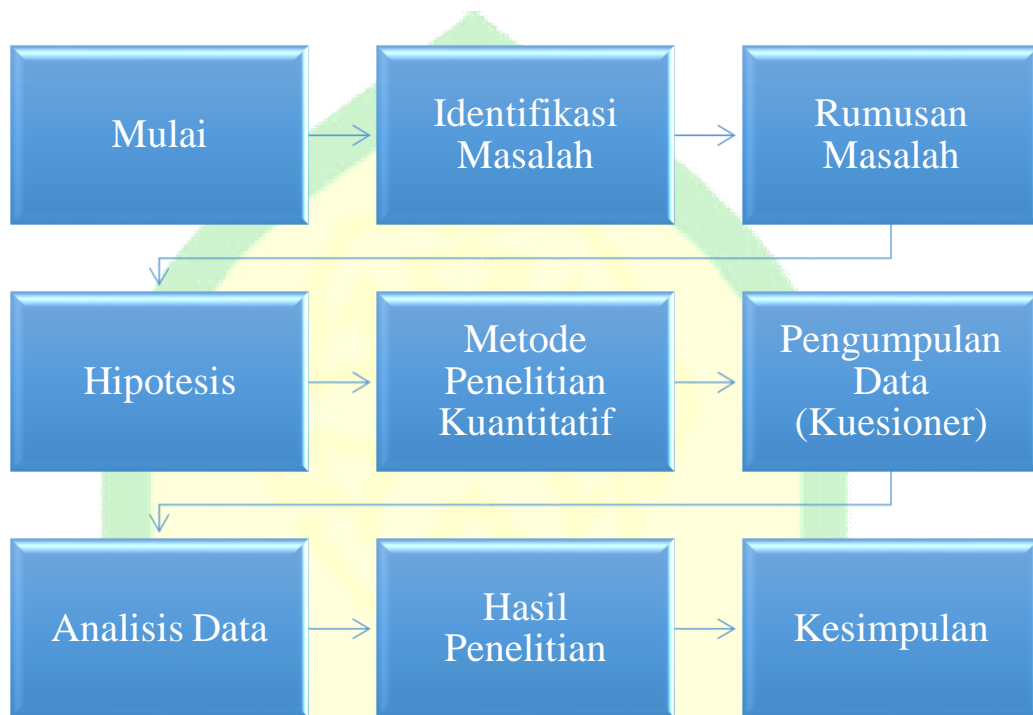 Mulai
Identifikasi
Masalah
Rumusan
Masalah
Hipotesis
Metode
Penelitian
Kuantitatif
Pengumpulan
Data
(Kuesioner)
Analisis Data
Hasil
Penelitian
Kesimpulan